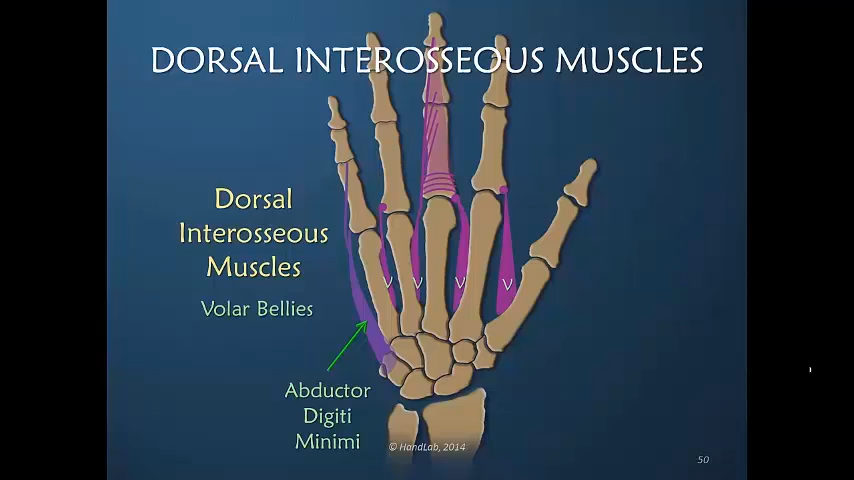 DORSAL INTEROSSEOUS MUSCLES
Dorsal
Interosseous
Muscles
Volar Bellies
V V V V
Abductor
Digiti
Minimi
© HandLab, 2014
50